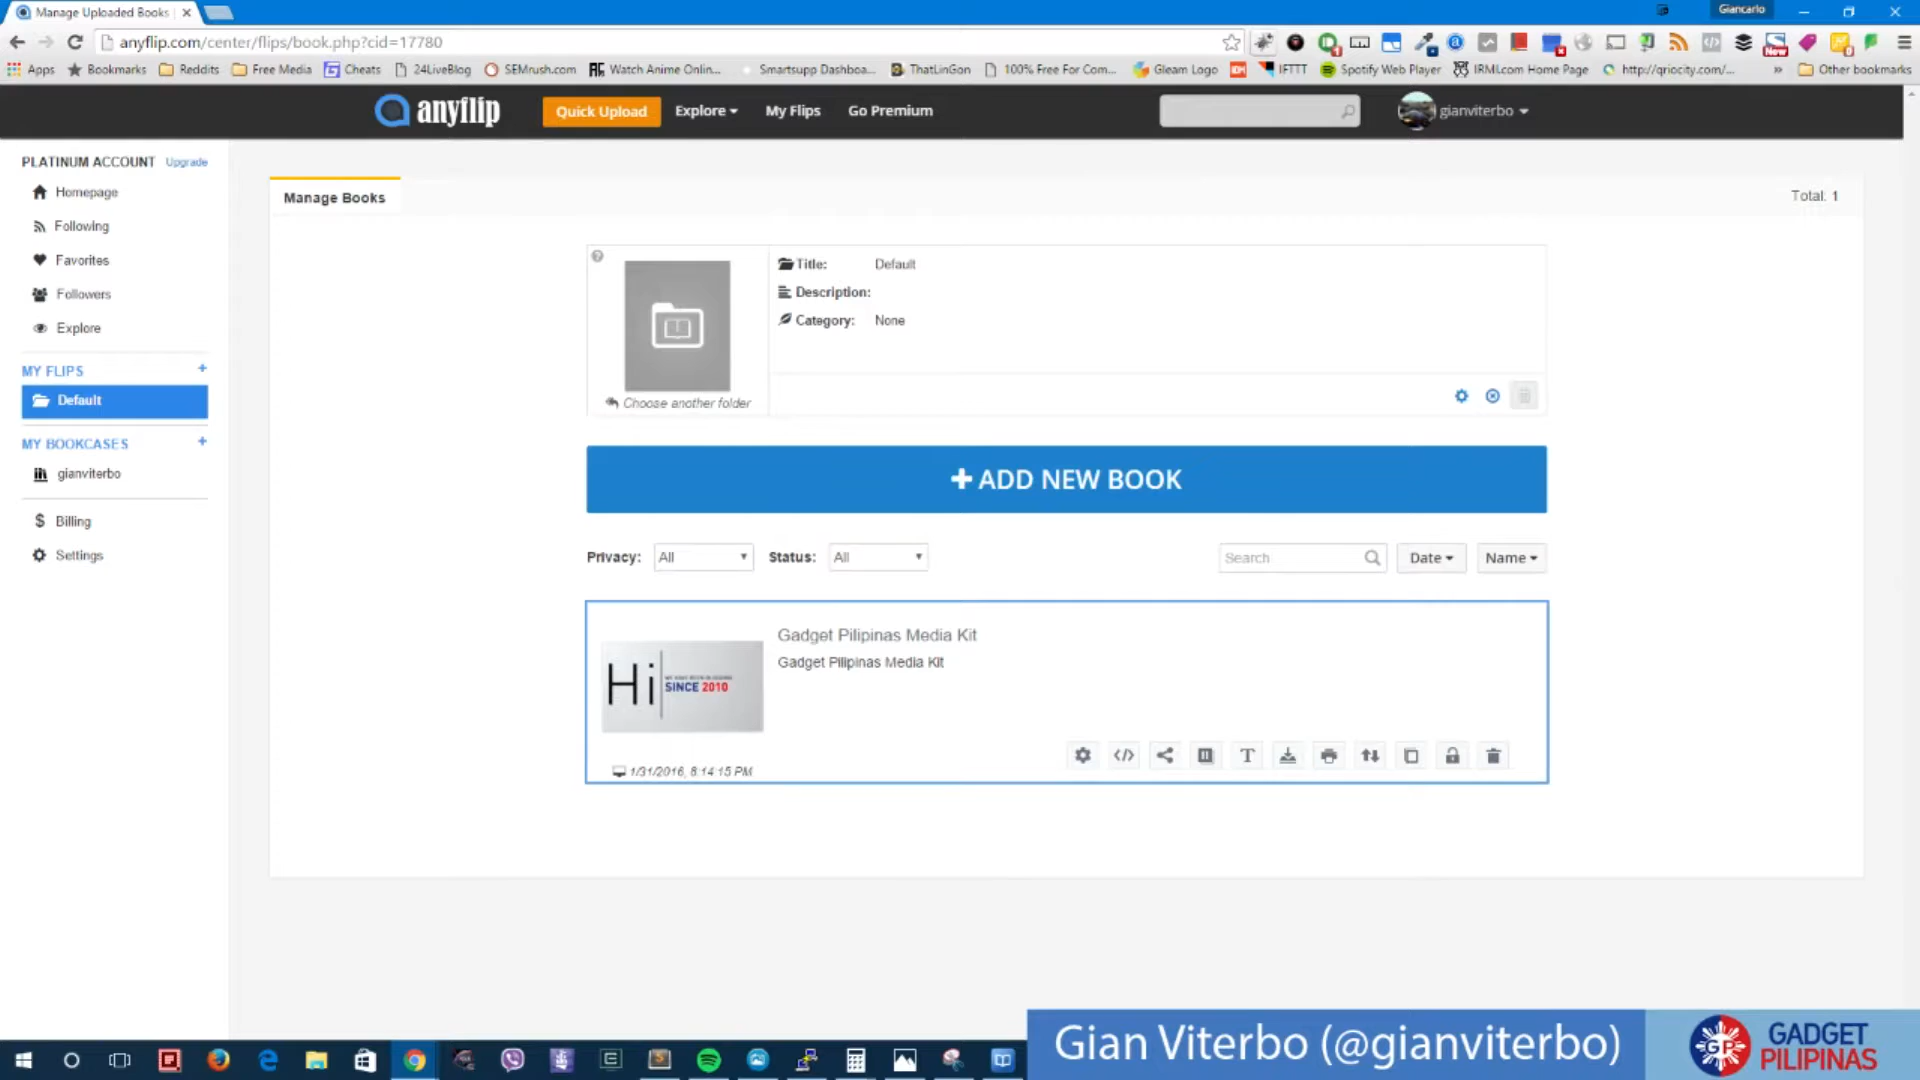 Manage Uploaded Books
Giancarlo
anyflip.com/center/flips/book.php?cid=17780
Apps Bookmarks Reddits Free Media Cheats 24LiveBlog SEMrush.com Watch Anime Onlin... Smartsupp Dashboa... ThatLinGon 100% Free For Com... Gleam Logo IFTTT Spotify Web Player IRMI.com Home Page http://qriocity.com/... » Other bookmarks
anyflip Quick Upload Explore My Flips Go Premium gianviterbo
PLATINUM ACCOUNT Upgrade
Homepage
Following
Favorites
Followers
Explore
MY FLIPS +
Default
MY BOOKCASES +
gianviterbo
Billing
Settings
Manage Books Total: 1
Title: Default
Description:
Category: None
Choose another folder
+ ADD NEW BOOK
Privacy: All Status: All Search Date Name
Gadget Pilipinas Media Kit
Gadget Pilipinas Media Kit
Hi
SINCE 2010
1/31/2016, 8:14:15 PM
Gian Viterbo (@gianviterbo)
GP
GADGET
PILIPINAS